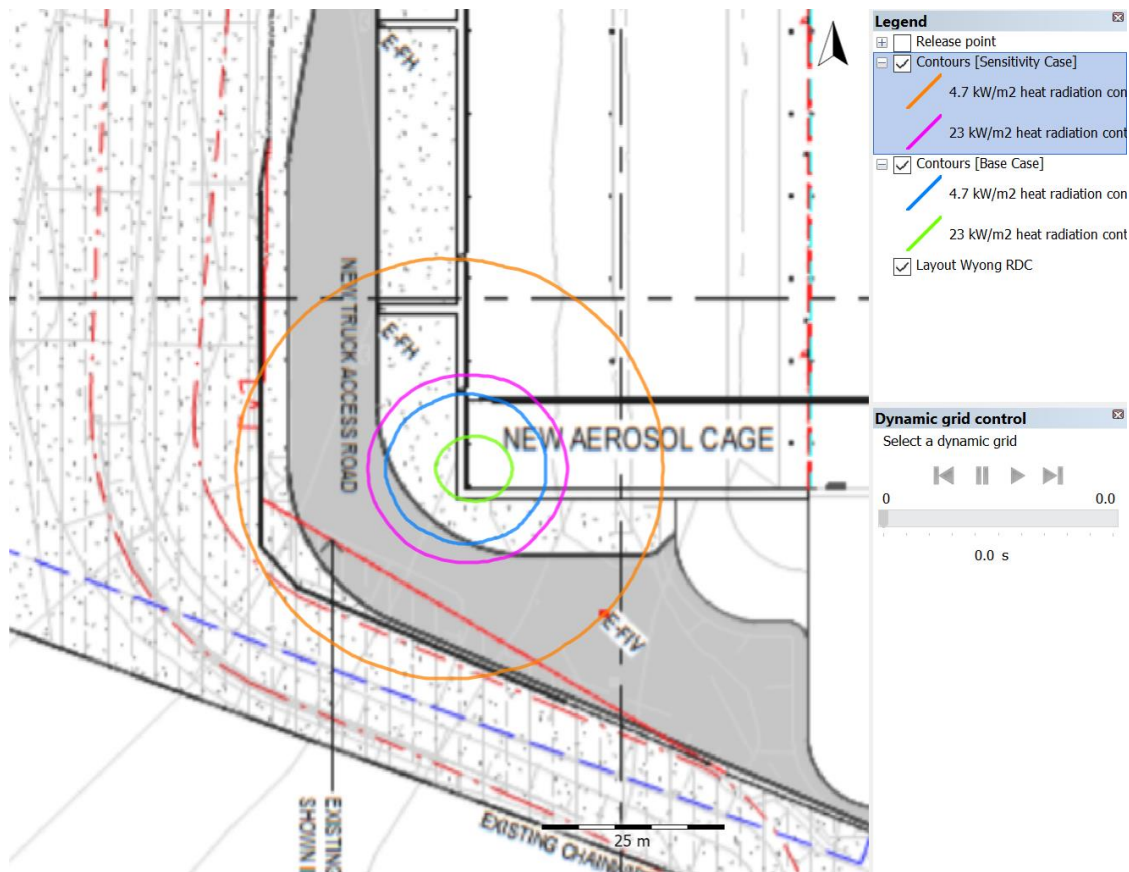 E-FH
NEW TRUCK ACCESS ROAD
E-FH
NEW AEROSOL CAGE
E-FIV
EXISTING
SHOWN
EXISTING
25 m
Legend
Release point
Contours [Sensitivity Case]
4.7 kW/m2 heat radiation con
23 kW/m2 heat radiation cont
Contours [Base Case]
4.7 kW/m2 heat radiation con
23 kW/m2 heat radiation cont
Layout Wyong RDC
Dynamic grid control
Select a dynamic grid
0 0.0
0.0 s